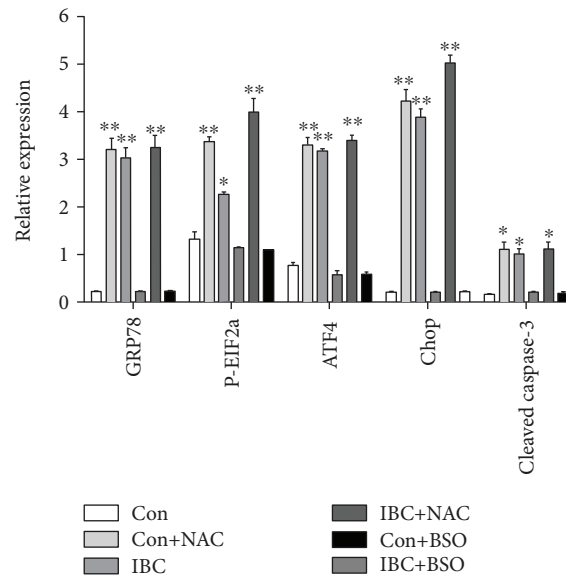 Relative expression
6
5
4
3
2
1
0
** ** **
** * **
** ** **
** ** **
* * *
GRP78
P-EIF2a
ATF4
Chop
Cleaved caspase-3
Con
Con+NAC
IBC
IBC+NAC
Con+BSO
IBC+BSO